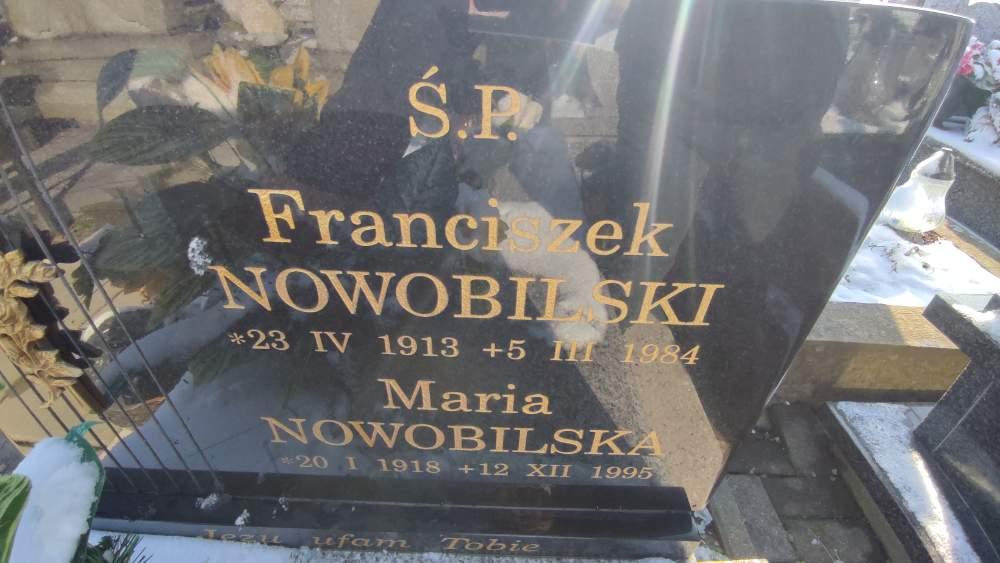 Ś.P.
Franciszek
NOWOBILSKI
*23 IV 1913 +5 III 1984
Maria
NOWOBILSKA
*20 I 1918 +12 XII 1995
Jezu ufam Tobie